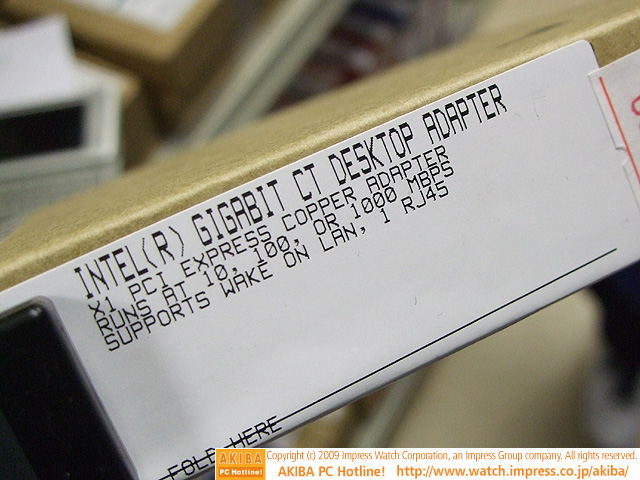 INTEL(R) GIGABIT CT DESKTOP ADAPTER
X1 PCI EXPRESS COPPER ADAPTER
RUNS AT 10, 100, OR 1000 MBPS
SUPPORTS WAKE ON LAN, 1 RJ45
FOLD HERE
AKIBA
PC Hotline!
Copyright (c) 2009 Impress Watch Corporation, an Impress Group company. All rights reserved.
AKIBA PC Hotline! http://www.watch.impress.co.jp/akiba/